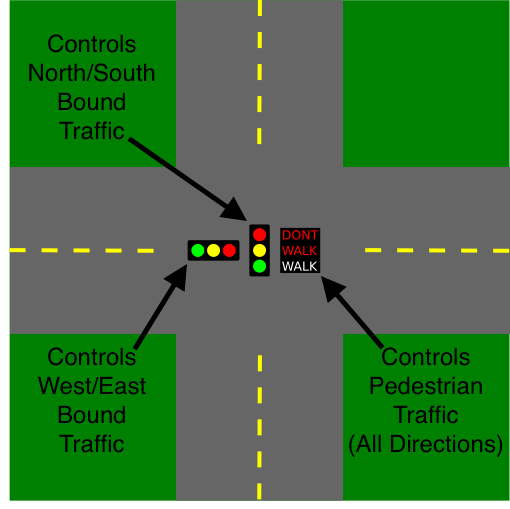 Controls
North/South
Bound
Traffic
DONT
WALK
WALK
Controls
West/East
Bound
Traffic
Controls
Pedestrian
Traffic
(All Directions)